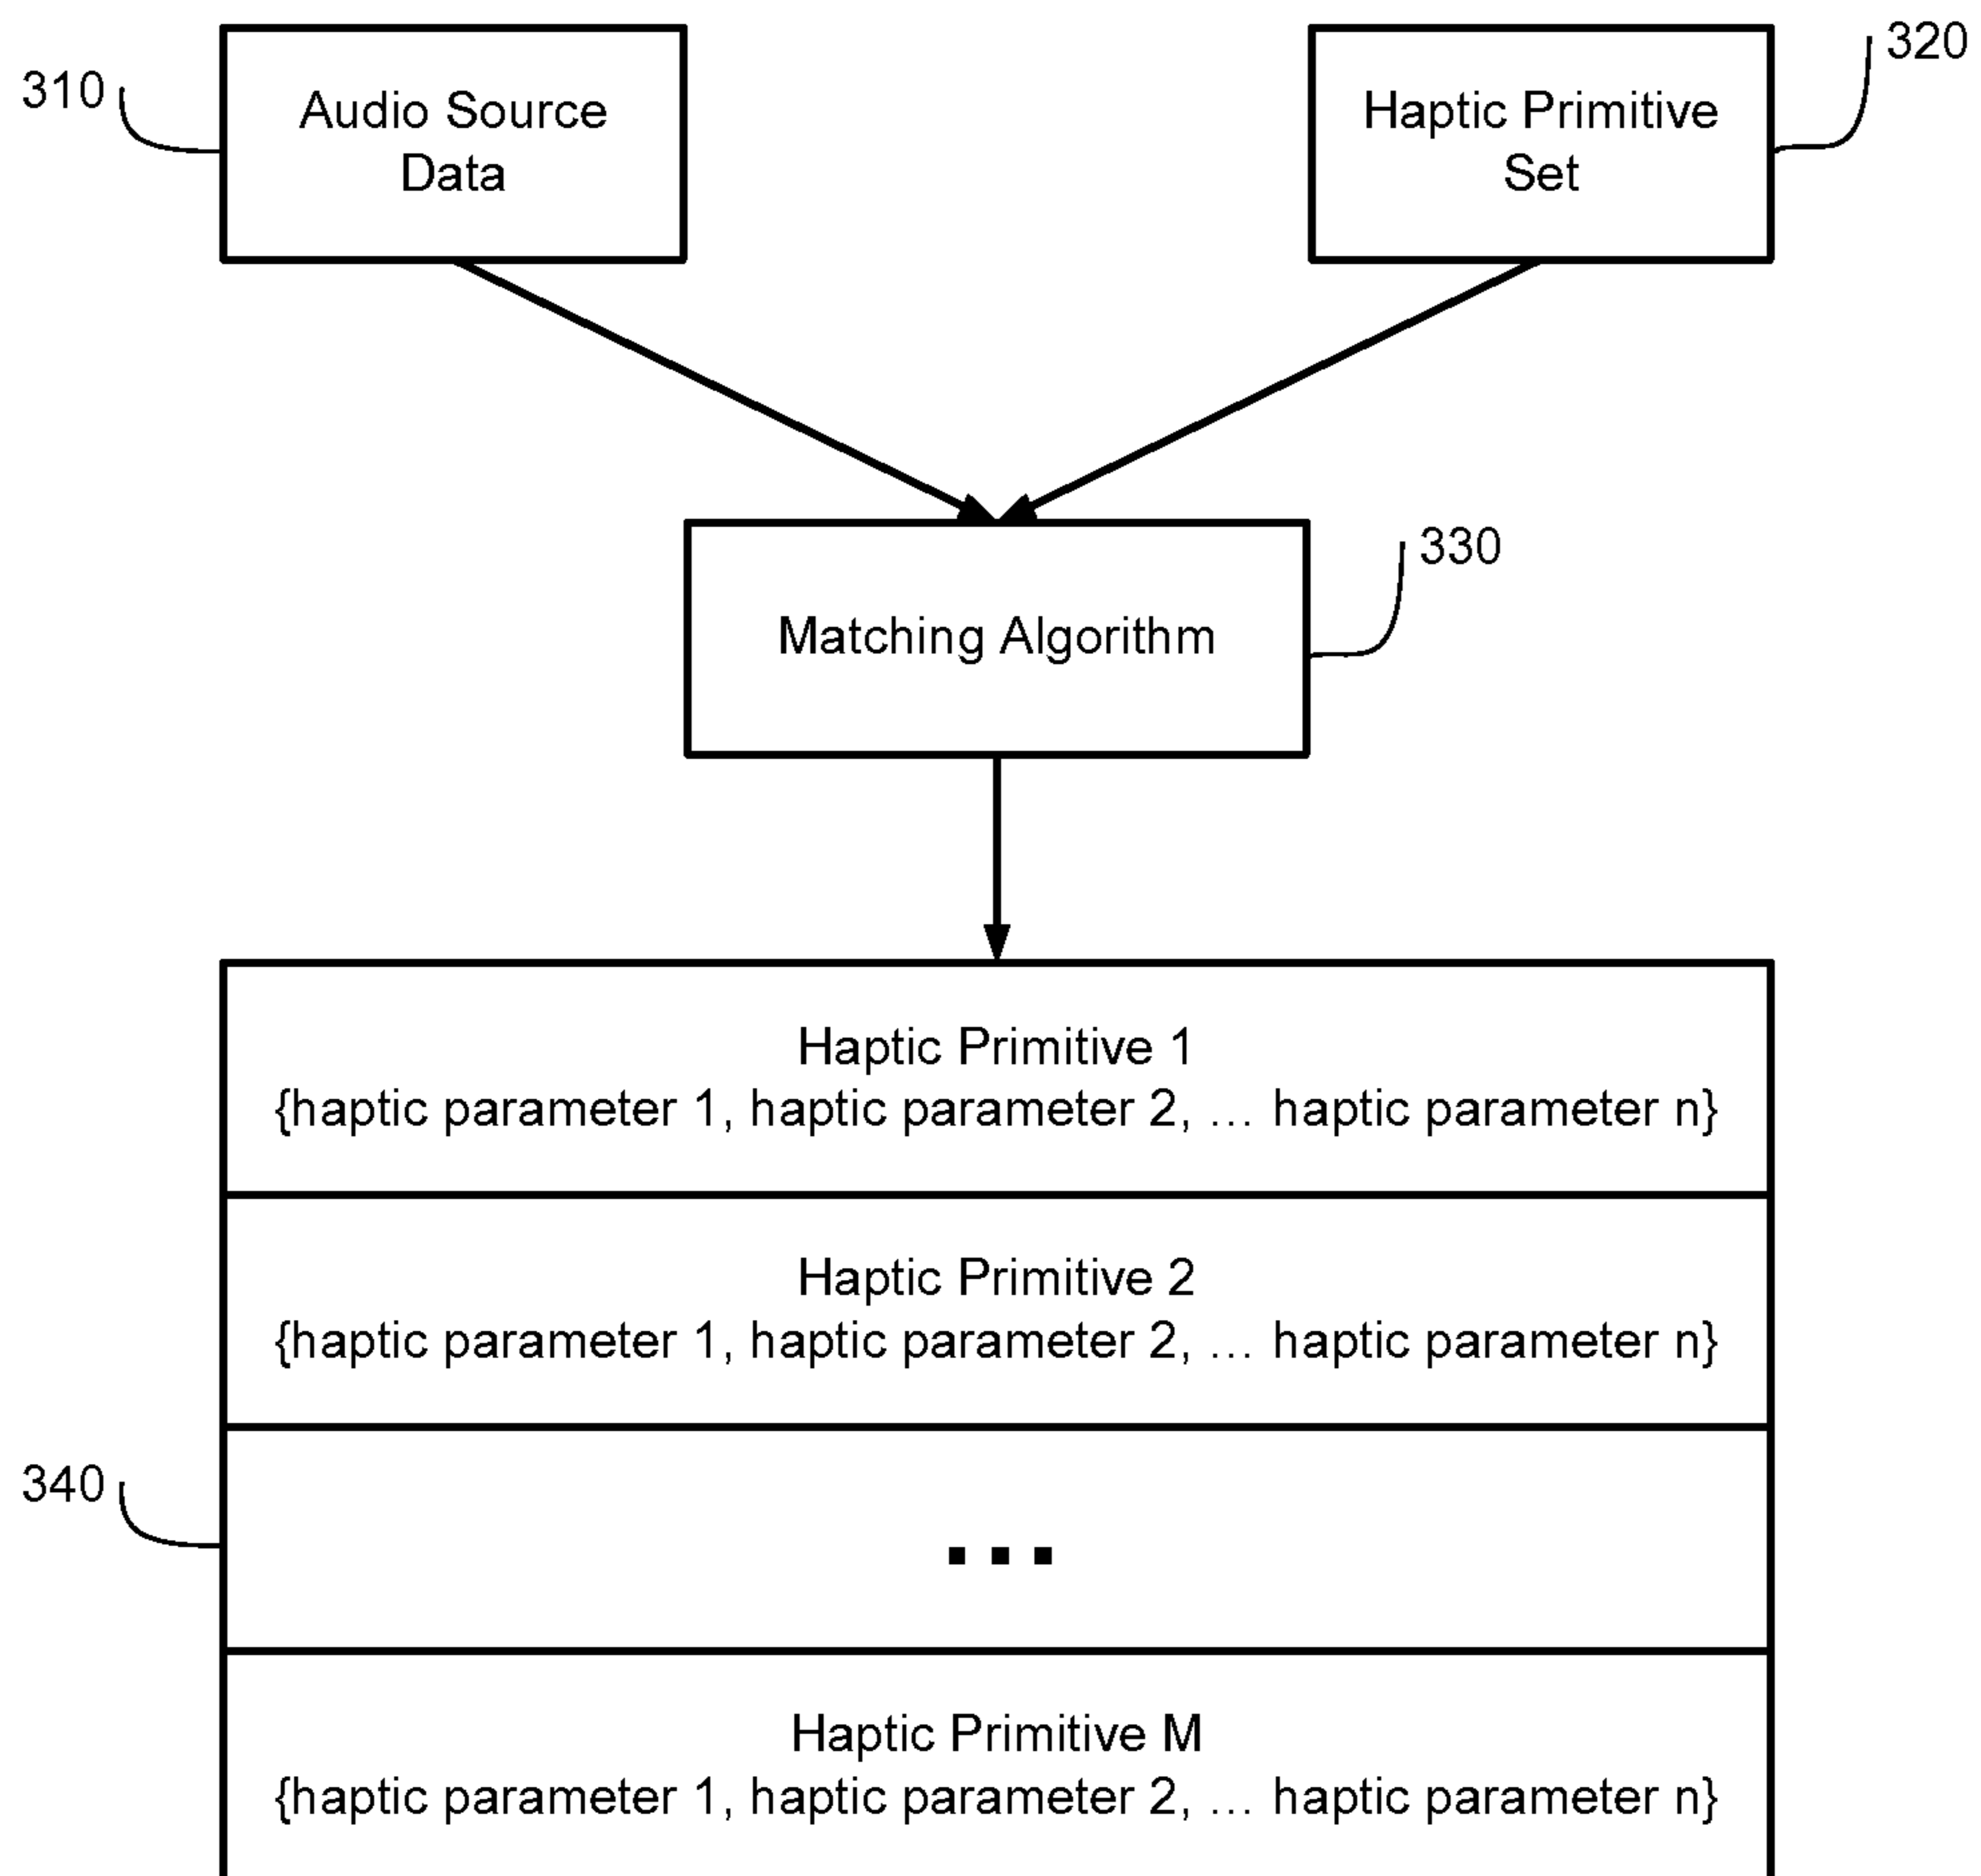 310
Audio Source
Data
Haptic Primitive
Set
320
Matching Algorithm
330
Haptic Primitive 1
{haptic parameter 1, haptic parameter 2, … haptic parameter n}
Haptic Primitive 2
{haptic parameter 1, haptic parameter 2, … haptic parameter n}
340
...
Haptic Primitive M
{haptic parameter 1, haptic parameter 2, … haptic parameter n}